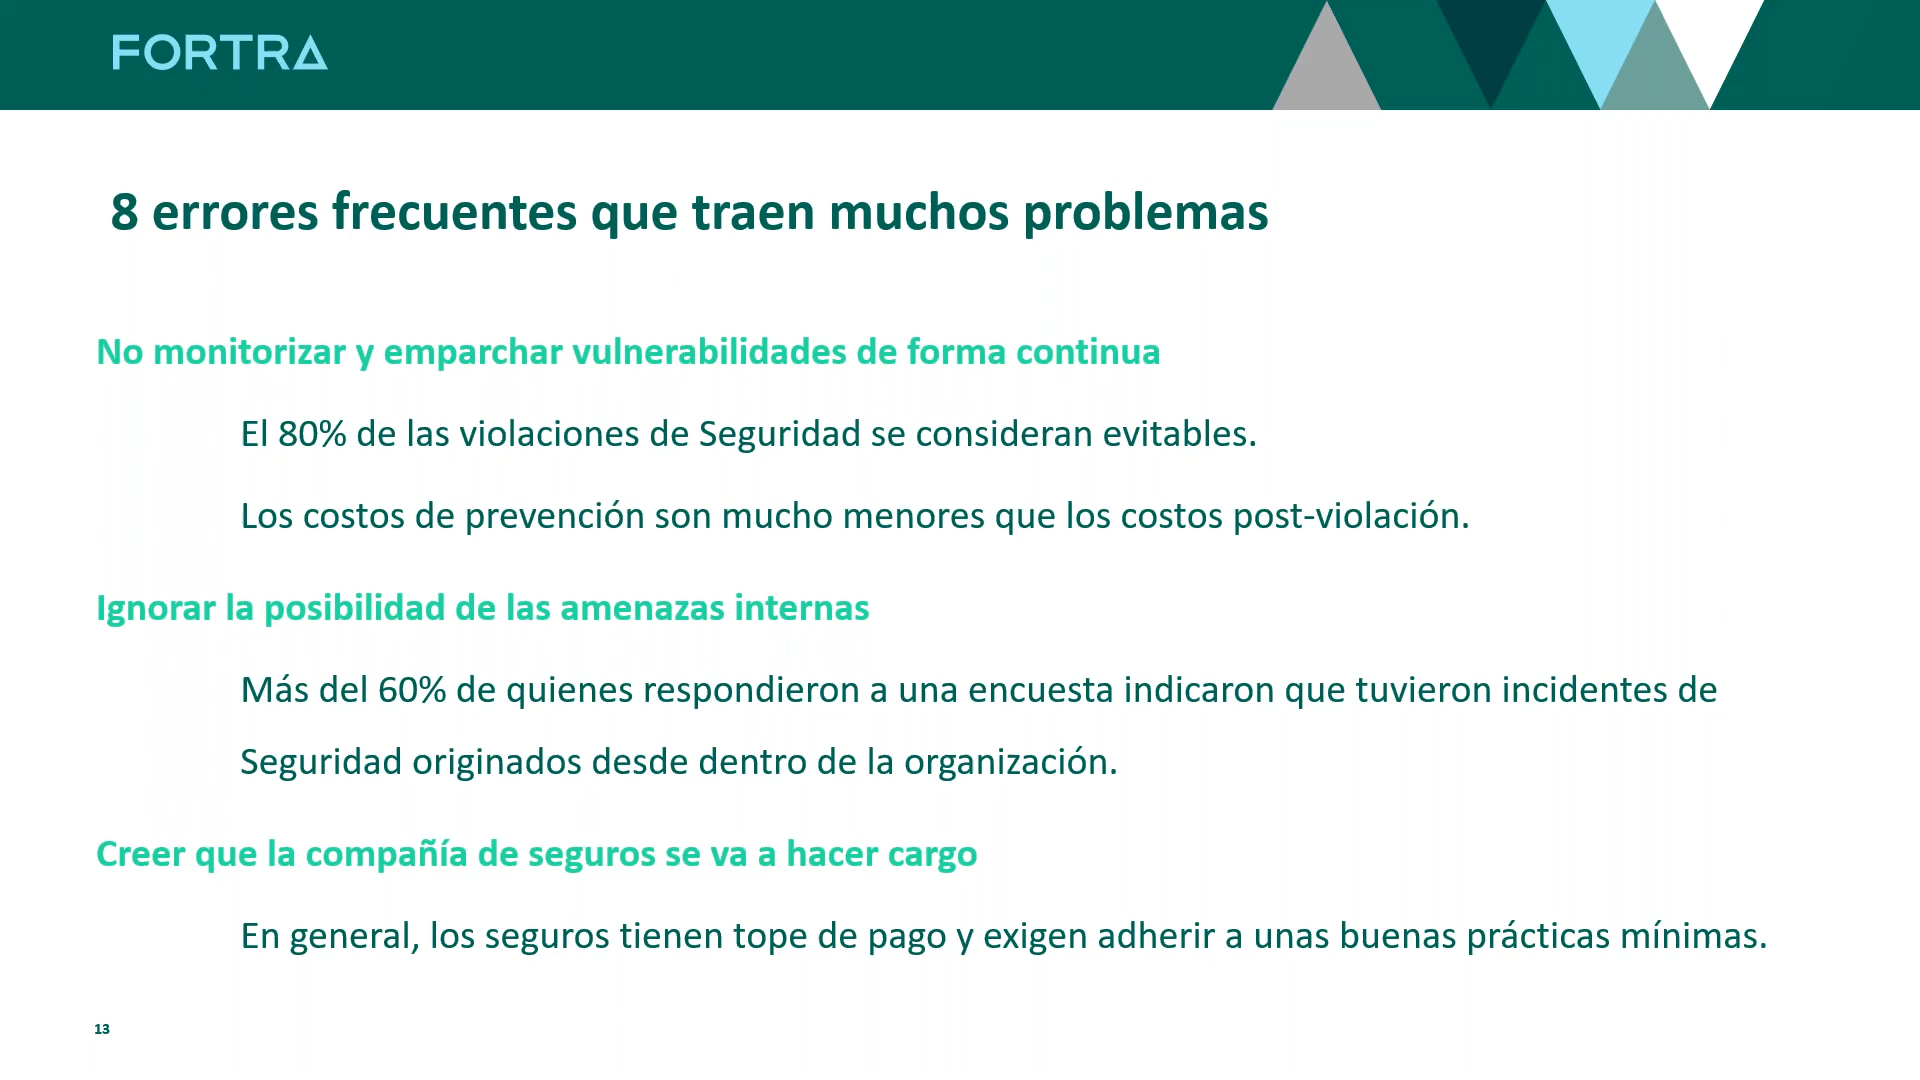 FORTRA
8 errores frecuentes que traen muchos problemas
No monitorizar y emparchar vulnerabilidades de forma continua
El 80% de las violaciones de Seguridad se consideran evitables.
Los costos de prevención son mucho menores que los costos post-violación.
Ignorar la posibilidad de las amenazas internas
Más del 60% de quienes respondieron a una encuesta indicaron que tuvieron incidentes de
Seguridad originados desde dentro de la organización.
Creer que la compañía de seguros se va a hacer cargo
En general, los seguros tienen tope de pago y exigen adherir a unas buenas prácticas mínimas.
13